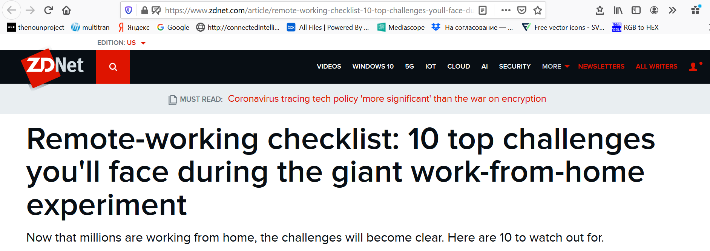 https://www.zdnet.com/article/remote-working-checklist-10-top-challenges-youll-face-du
thenounproject multitran Яндекс Google http://connectedintelli... All Files | Powered By ... Mediascope На согласование — ... Free vector icons - SV... RGB to HEX
EDITION: US
ZDNet VIDEOS WINDOWS 10 5G IOT CLOUD AI SECURITY MORE NEWSLETTERS ALL WRITERS
MUST READ: Coronavirus tracing tech policy 'more significant' than the war on encryption
Remote-working checklist: 10 top challenges
you'll face during the giant work-from-home
experiment
Now that millions are working from home, the challenges will become clear. Here are 10 to watch out for.